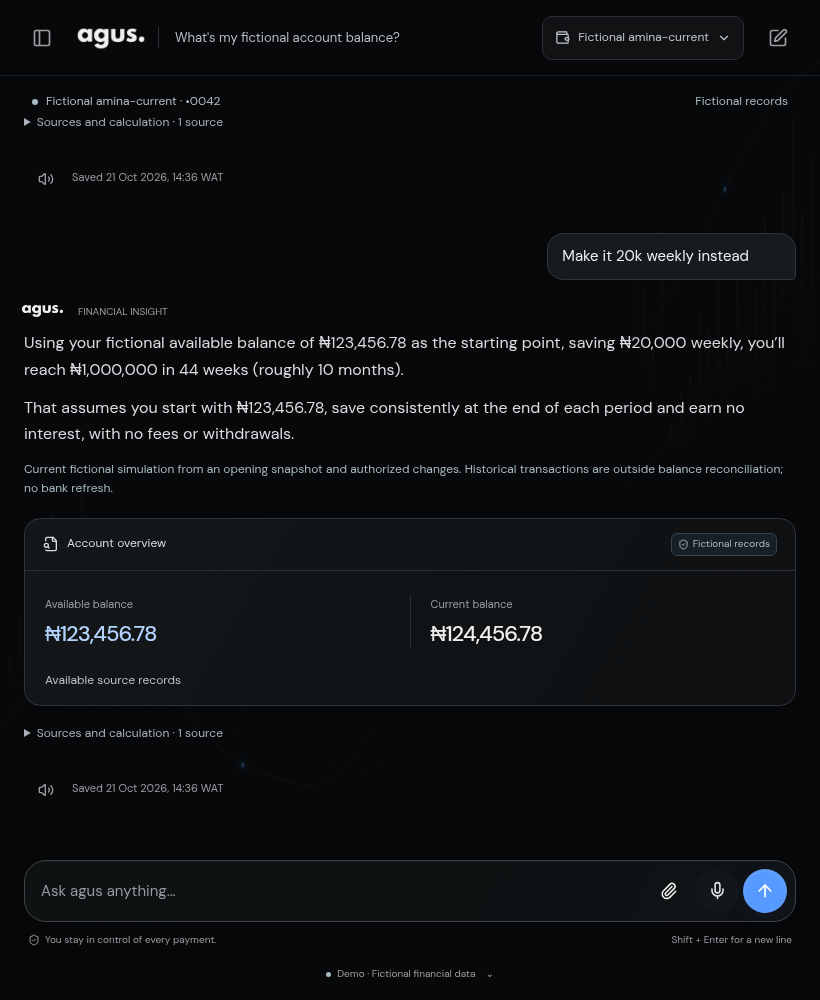 agus.
What's my fictional account balance?
Fictional amina-current
Fictional amina-current · •0042
Fictional records
Sources and calculation · 1 source
Saved 21 Oct 2026, 14:36 WAT
Make it 20k weekly instead
agus.
FINANCIAL INSIGHT
Using your fictional available balance of ₦123,456.78 as the starting point, saving ₦20,000 weekly, you’ll
reach ₦1,000,000 in 44 weeks (roughly 10 months).
That assumes you start with ₦123,456.78, save consistently at the end of each period and earn no
interest, with no fees or withdrawals.
Current fictional simulation from an opening snapshot and authorized changes. Historical transactions are outside balance reconciliation;
no bank refresh.
Account overview
Fictional records
Available balance
Current balance
₦123,456.78
₦124,456.78
Available source records
Sources and calculation · 1 source
Saved 21 Oct 2026, 14:36 WAT
Ask agus anything...
You stay in control of every payment.
Shift + Enter for a new line
Demo · Fictional financial data